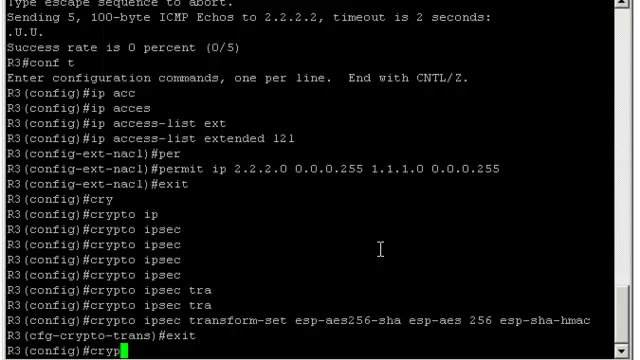 Type escape sequence to abort.
Sending 5, 100-byte ICMP Echos to 2.2.2.2, timeout is 2 seconds:
.U.U.
Success rate is 0 percent (0/5)
R3#conf t
Enter configuration commands, one per line.  End with CNTL/Z.
R3(config)#ip acc
R3(config)#ip acces
R3(config)#ip access-list ext
R3(config)#ip access-list extended l2l
R3(config-ext-nacl)#per
R3(config-ext-nacl)#permit ip 2.2.2.0 0.0.0.255 1.1.1.0 0.0.0.255
R3(config-ext-nacl)#exit
R3(config)#cry
R3(config)#crypto ip
R3(config)#crypto ipsec
R3(config)#crypto ipsec
R3(config)#crypto ipsec
R3(config)#crypto ipsec
R3(config)#crypto ipsec tra
R3(config)#crypto ipsec tra
R3(config)#crypto ipsec transform-set esp-aes256-sha esp-aes 256 esp-sha-hmac
R3(cfg-crypto-trans)#exit
R3(config)#cryp